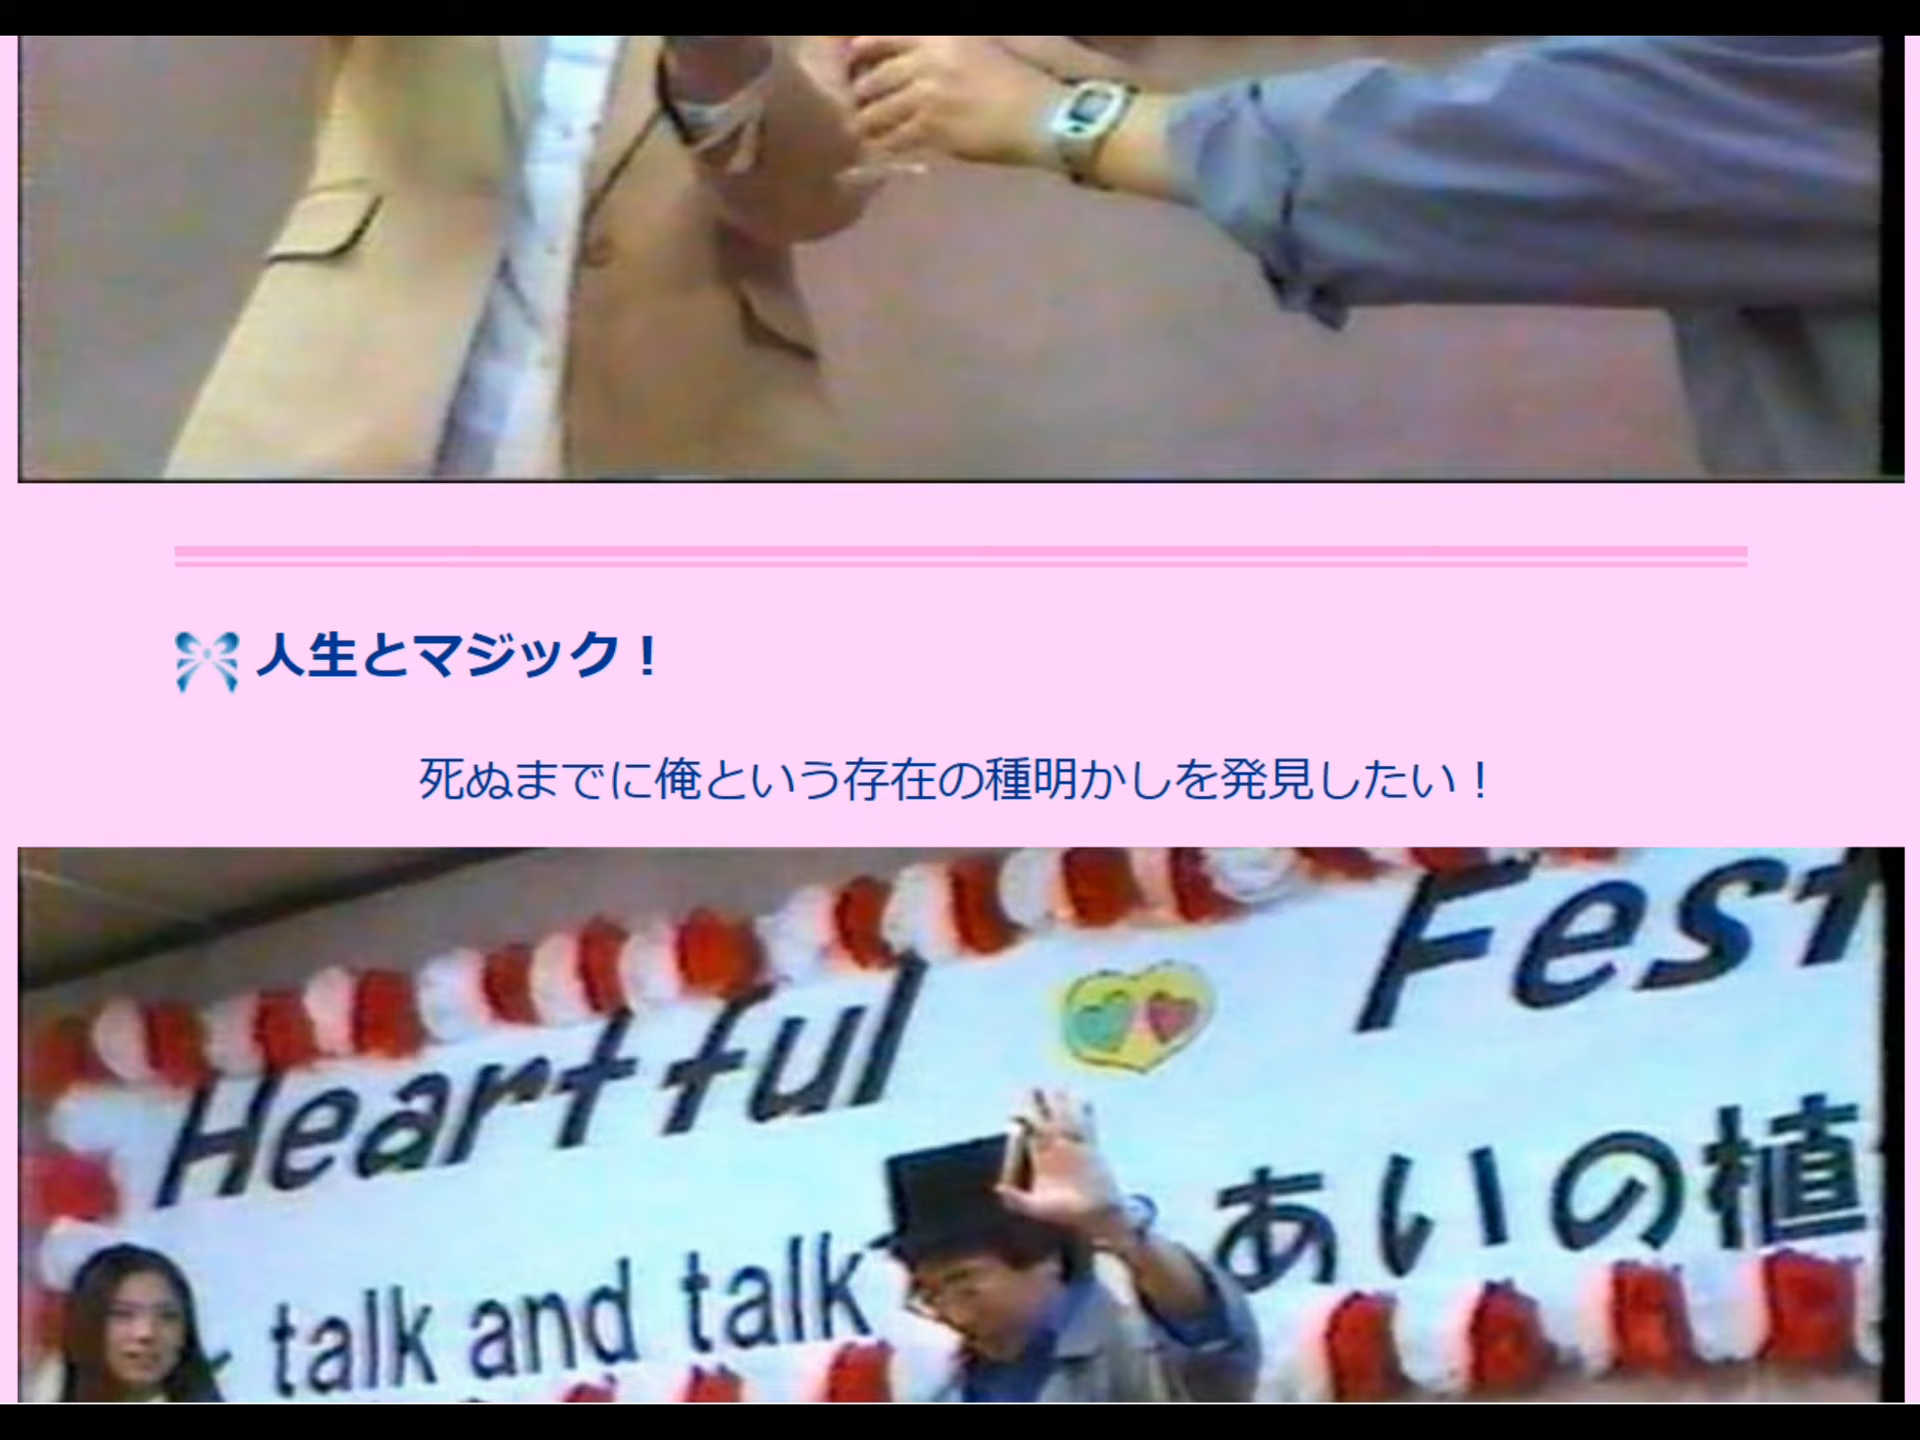 人生とマジック！
死ぬまでに俺という存在の種明かしを発見したい！
Heartful Fest
あいの植
talk and talk